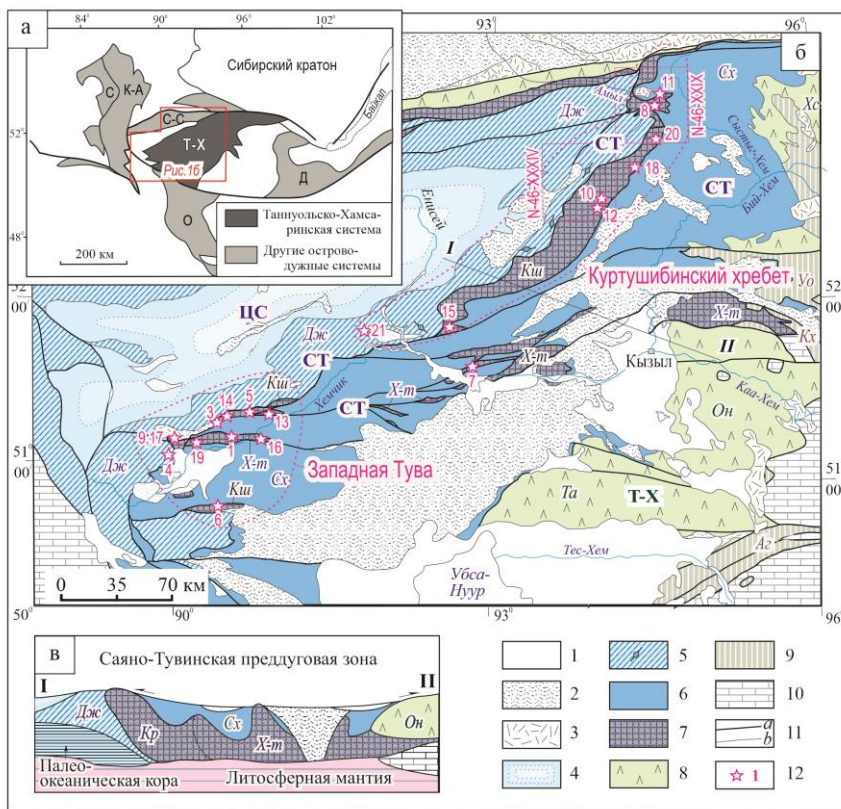 а
84°
90°
96°
102°
Сибирский кратон
С
К-А
С-С
Т-Х
Рис.1б
Байкал
Д
О
52°
48°
200 км
Таннуольско-Хамса-
ринская система
Другие острово-
дужные системы
б
93
96
Сх
Хс
Амыл
11
8
Дж
СТ
20
N-46-XXIX
18
N-46-XXXIV
10
12
СТ
Сыстыг-Хем
Бий-Хем
Енисей
I
Кш
Куртушибинский хребет
Уо
52
00
52
00
ЦС
Дж
21
15
СТ
Х-т
Х-т
7
Кызыл
II
Кх
Каа-Хем
Кш
Хемчик
Х-т
СТ
3
14
5
13
9;17
4
19
1
16
Х-т
Сх
Западная Тува
Он
51
00
51
00
Дж
Кш
6
Та
Т-Х
Аг
Тес-Хем
Убса-
Нуур
0
35
70 км
50°
90°
93°
96°
в
Саяно-Тувинская преддуговая зона
I
II
Дж
Кр
Сх
Х-т
Он
Палео-
океаническая кора
Литосферная мантия
1
5
9
2
6
10
3
7
11
a
b
4
8
1
12